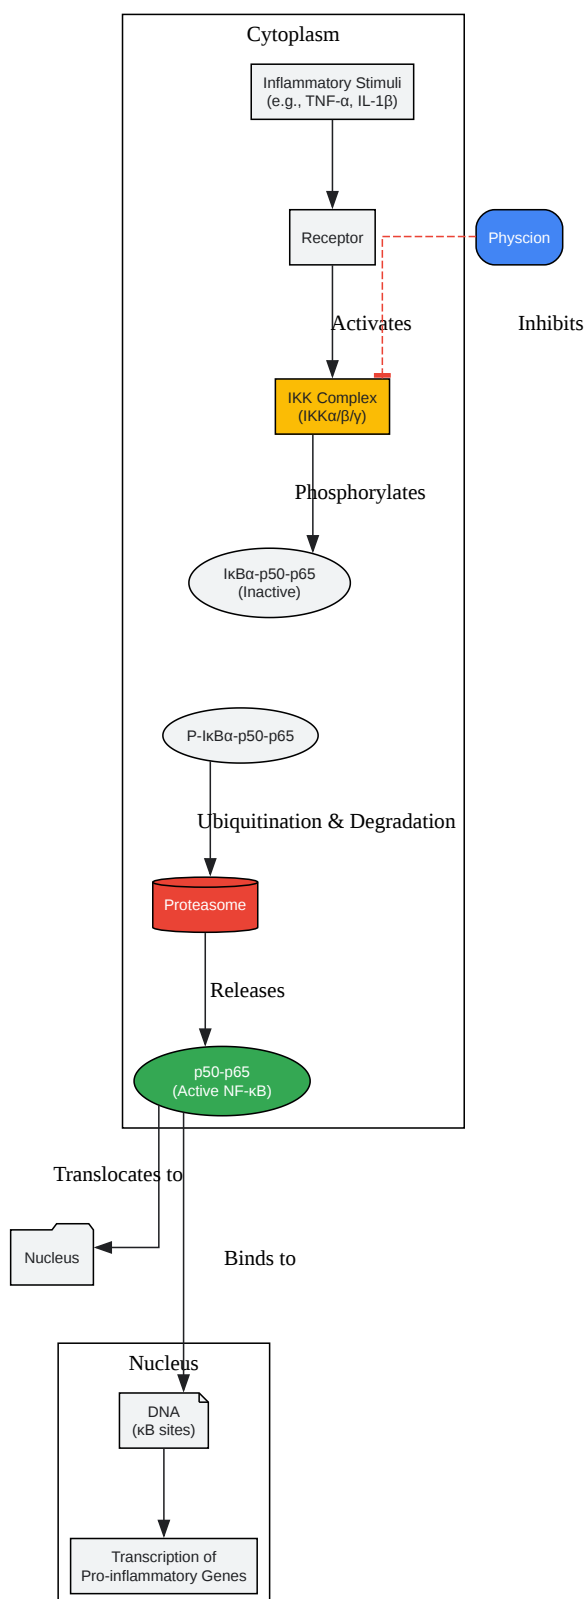 Cytoplasm
Inflammatory Stimuli
(e.g., TNF-α, IL-1β)
Receptor
Physcion
Activates
Inhibits
IKK Complex
(IKKα/β/γ)
Phosphorylates
IκBα-p50-p65
(Inactive)
P-IκBα-p50-p65
Ubiquitination & Degradation
Proteasome
Releases
p50-p65
(Active NF-κB)
Translocates to
Nucleus
Binds to
Nucleus
DNA
(κB sites)
Transcription of
Pro-inflammatory Genes